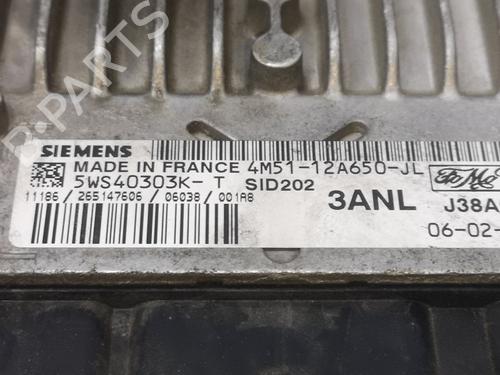 B-PARTS
SIEMENS
MADE IN FRANCE 4M51-12A650-JL
5WS40303K-T SID202
11186 / 265147606 / 06038 / 001A8
3ANL
J38A
06-02-